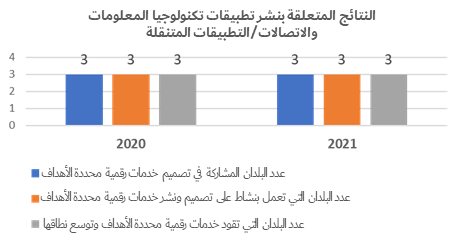 النتائج المتعلقة بنشر تطبيقات تكنولوجيا المعلومات
والاتصالات/التطبيقات المتنقلة
4
3
2
1
0
3 3 3 3 3 3
2020 2021
عدد البلدان المشاركة في تصميم خدمات رقمية محددة الأهداف
عدد البلدان التي تعمل بنشاط على تصميم ونشر خدمات رقمية محددة الأهداف
عدد البلدان التي تقود خدمات رقمية محددة الأهداف وتوسع نطاقها